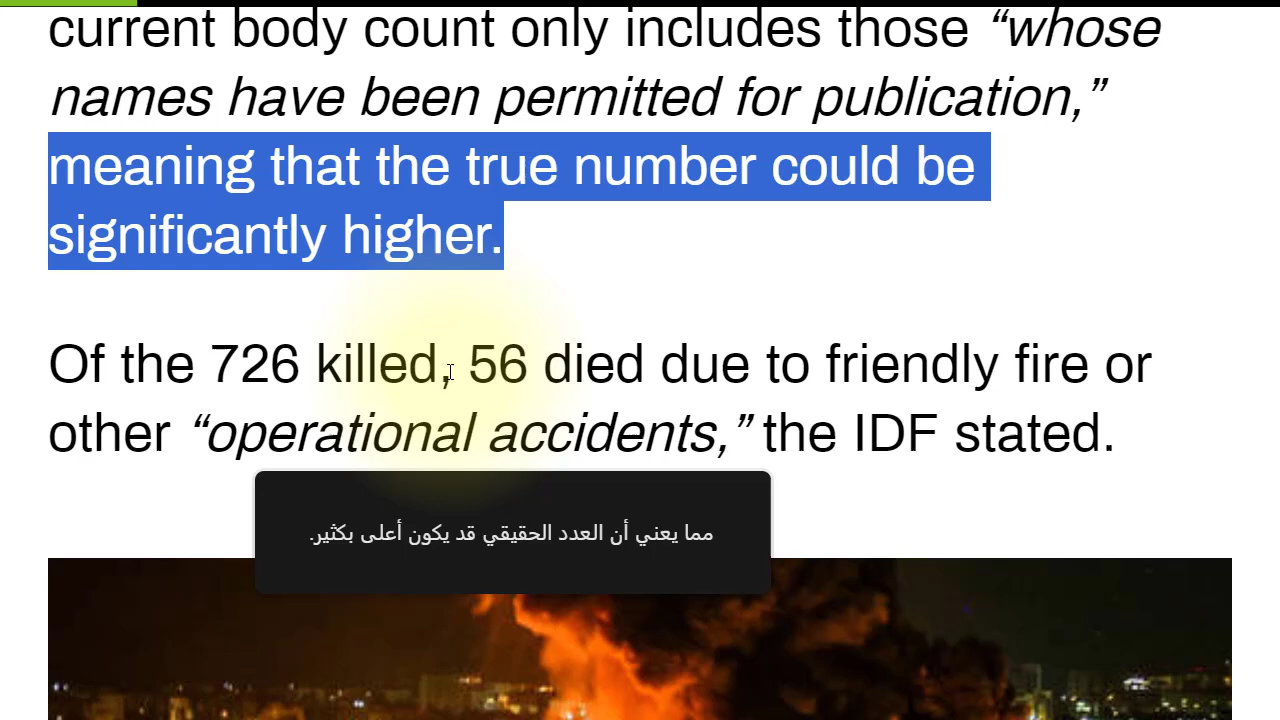 current body count only includes those “whose
names have been permitted for publication,”
meaning that the true number could be
significantly higher.
Of the 726 killed, 56 died due to friendly fire or
other “operational accidents,” the IDF stated.
مما يعني أن العدد الحقيقي قد يكون أعلى بكثير.